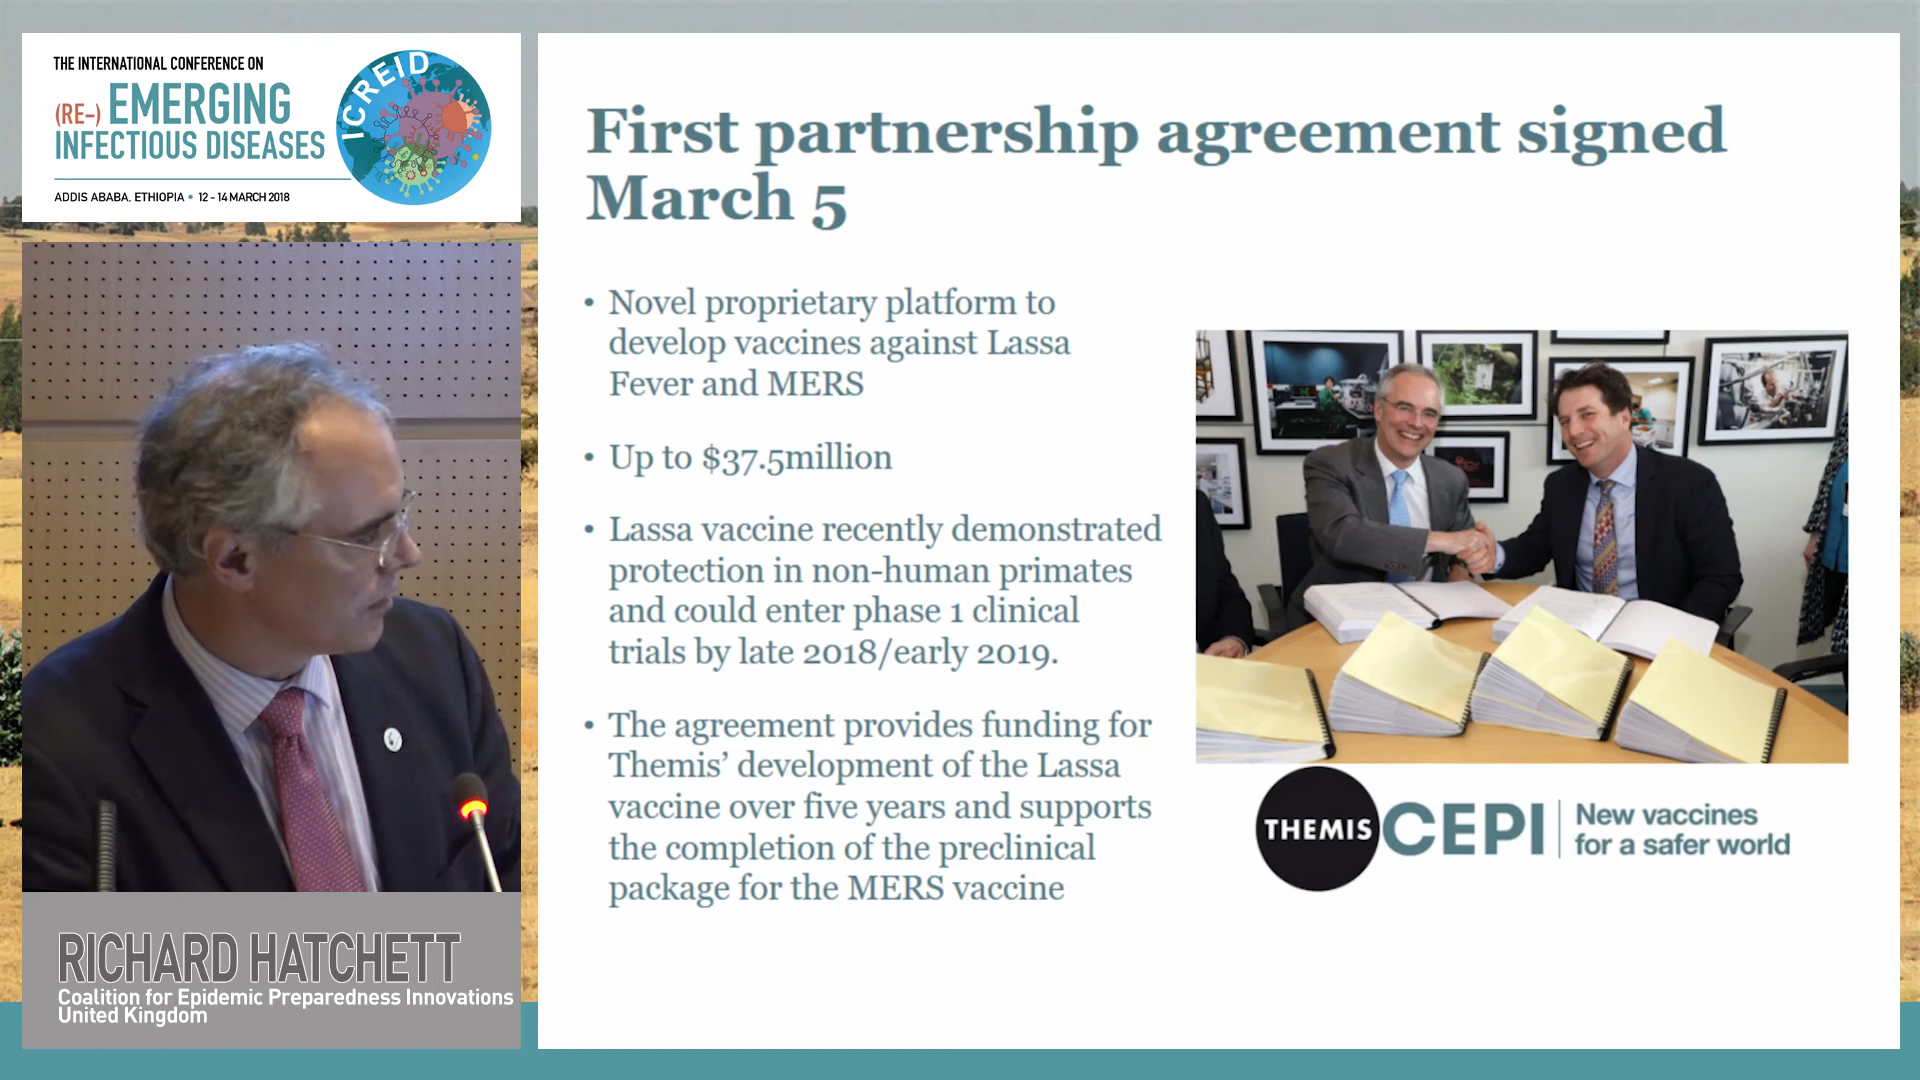 THE INTERNATIONAL CONFERENCE ON
(RE-) EMERGING
INFECTIOUS DISEASES
ADDIS ABABA, ETHIOPIA • 12 - 14 MARCH 2018
ICREID
First partnership agreement signed
March 5
• Novel proprietary platform to
develop vaccines against Lassa
Fever and MERS
• Up to $37.5million
• Lassa vaccine recently demonstrated
protection in non-human primates
and could enter phase 1 clinical
trials by late 2018/early 2019.
• The agreement provides funding for
Themis’ development of the Lassa
vaccine over five years and supports
the completion of the preclinical
package for the MERS vaccine
THEMIS
CEPI
New vaccines
for a safer world
RICHARD HATCHETT
Coalition for Epidemic Preparedness Innovations
United Kingdom